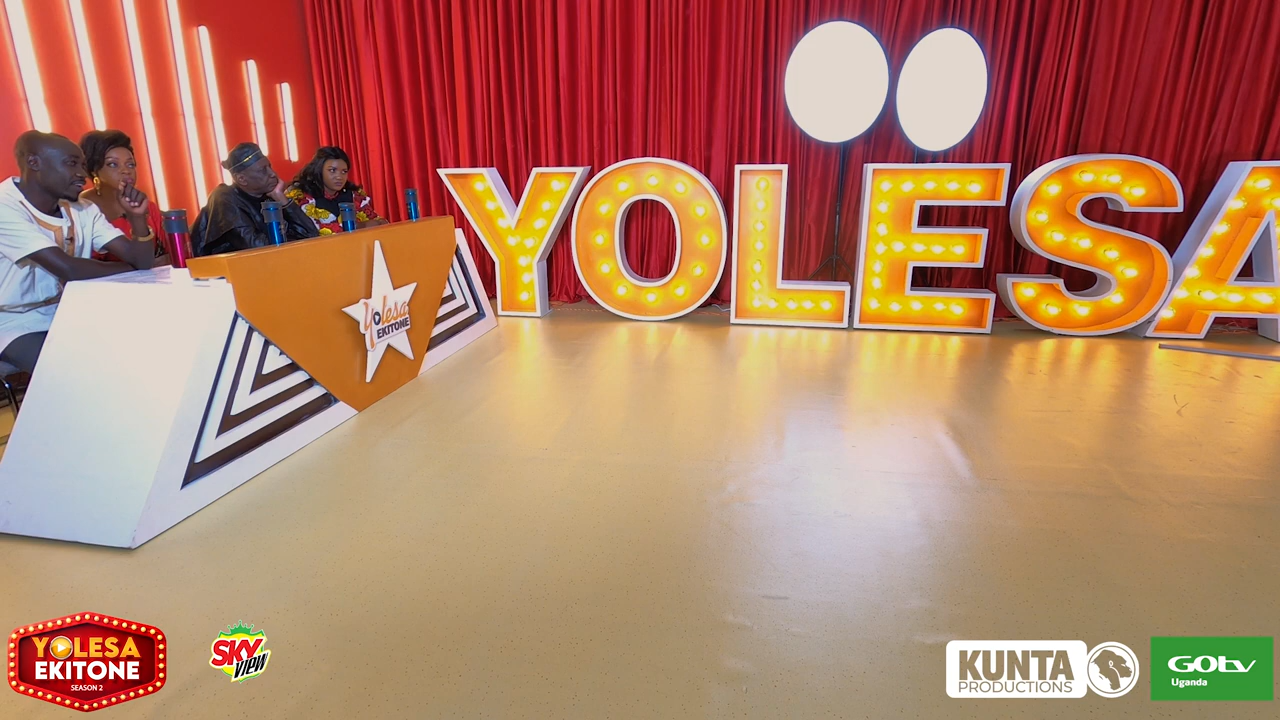 YOLESA
Yolesa
EKITONE
YOLESA
EKITONE
SEASON 2
SKY
VIEW
KUNTA
PRODUCTIONS
GOtv
Uganda